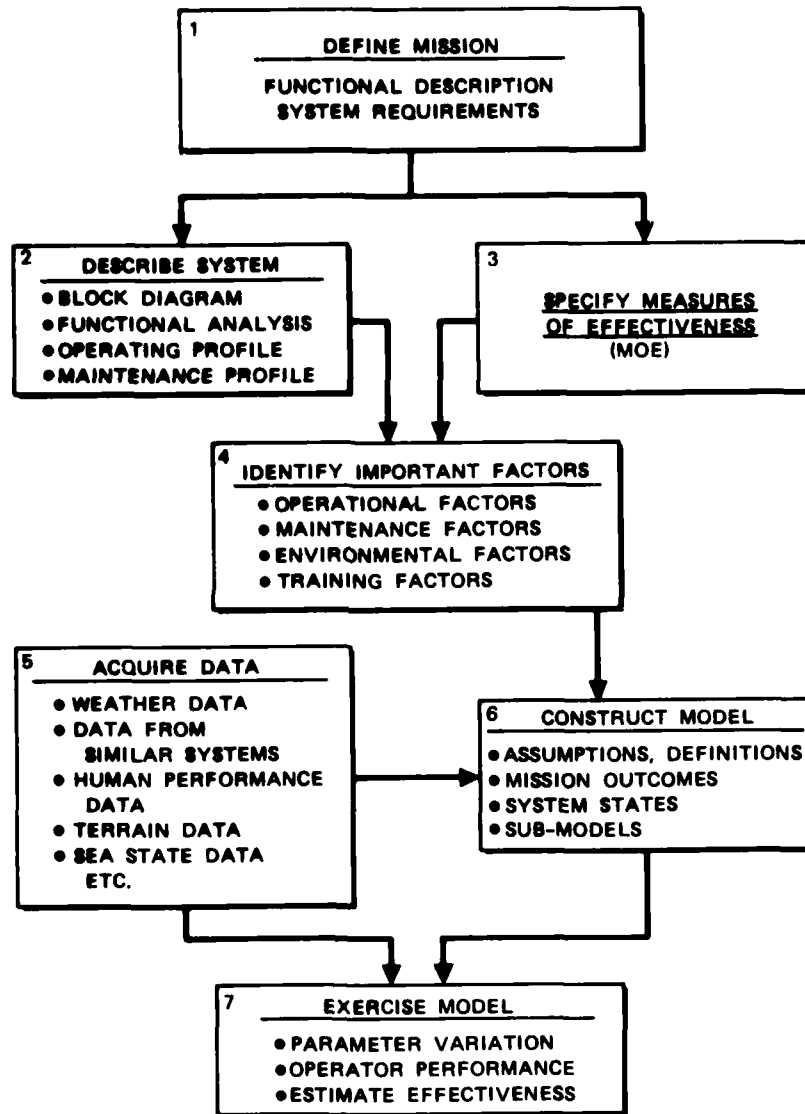 1
DEFINE MISSION
FUNCTIONAL DESCRIPTION
SYSTEM REQUIREMENTS
2
DESCRIBE SYSTEM
● BLOCK DIAGRAM
● FUNCTIONAL ANALYSIS
● OPERATING PROFILE
● MAINTENANCE PROFILE
3
SPECIFY MEASURES
OF EFFECTIVENESS
(MOE)
4
IDENTIFY IMPORTANT FACTORS
● OPERATIONAL FACTORS
● MAINTENANCE FACTORS
● ENVIRONMENTAL FACTORS
● TRAINING FACTORS
5
ACQUIRE DATA
● WEATHER DATA
● DATA FROM
SIMILAR SYSTEMS
● HUMAN PERFORMANCE
DATA
● TERRAIN DATA
● SEA STATE DATA
ETC.
6
CONSTRUCT MODEL
● ASSUMPTIONS, DEFINITIONS
● MISSION OUTCOMES
● SYSTEM STATES
● SUB-MODELS
7
EXERCISE MODEL
● PARAMETER VARIATION
● OPERATOR PERFORMANCE
● ESTIMATE EFFECTIVENESS